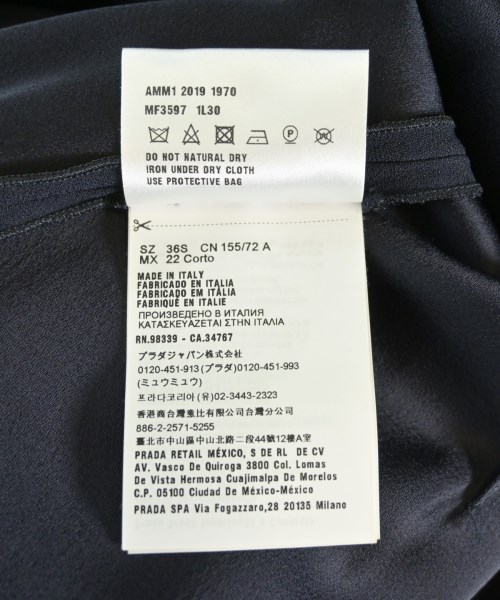 AMM1 2019 1970
MF3597 1L30
DO NOT NATURAL DRY
IRON UNDER DRY CLOTH
USE PROTECTIVE BAG
SZ 36S CN 155/72 A
MX 22 Corto
MADE IN ITALY
FABRICADO EN ITALIA
FABRICADO EM ITÁLIA
FABRIQUÉ EN ITALIE
ПРОИЗВЕДЕНО В ИТАЛИЯ
ΚΑΤΑΣΚΕΥΑΖΕΤΑΙ ΣΤΗΝ ΙΤΑΛΙΑ
RN.98339 - CA.34767
プラダジャパン株式会社
0120-451-913 (プラダ) 0120-451-993
(ミュウミュウ)
프라다코리아 (유) 02-3443-2323
香港商台灣壹比安有限公司台灣分公司
886-2-2571-5255
臺北市中山區中山北路二段44號12樓A室
PRADA RETAIL MÉXICO, S DE RL DE CV
AV. Vasco De Quiroga 3800 Col. Lomas
De Vista Hermosa Cuajimalpa De Morelos
C.P. 05100 Ciudad De México-México
PRADA SPA Via Fogazzaro,28 20135 Milano